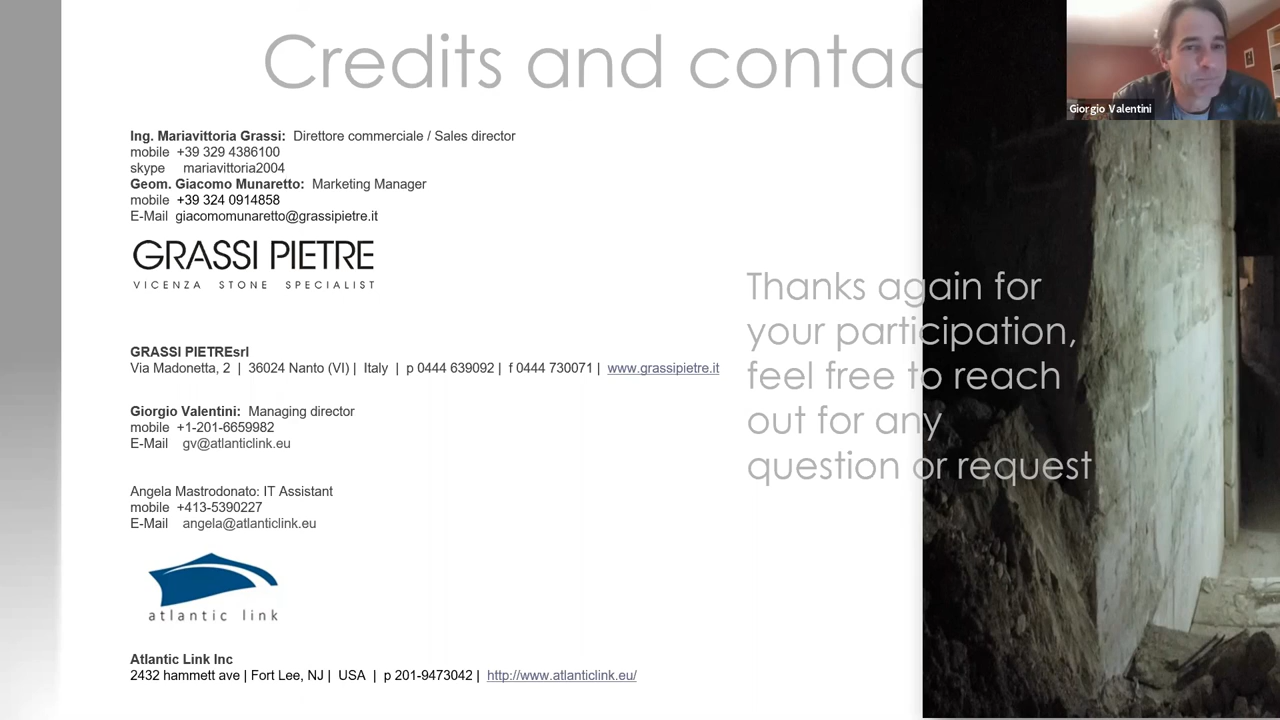 Credits and contac
Giorgio Valentini
Ing. Mariavittoria Grassi: Direttore commerciale / Sales director
mobile +39 329 4386100
skype mariavittoria2004
Geom. Giacomo Munaretto: Marketing Manager
mobile +39 324 0914858
E-Mail giacomomunaretto@grassipietre.it
GRASSI PIETRE
VICENZA STONE SPECIALIST
GRASSI PIETREsrl
Via Madonetta, 2 | 36024 Nanto (VI) | Italy | p 0444 639092 | f 0444 730071 | www.grassipietre.it
Giorgio Valentini: Managing director
mobile +1-201-6659982
E-Mail gv@atlanticlink.eu
Angela Mastrodonato: IT Assistant
mobile +413-5390227
E-Mail angela@atlanticlink.eu
atlantic link
Atlantic Link Inc
2432 hammett ave | Fort Lee, NJ | USA | p 201-9473042 | http://www.atlanticlink.eu/
Thanks again for
your participation,
feel free to reach
out for any
question or request